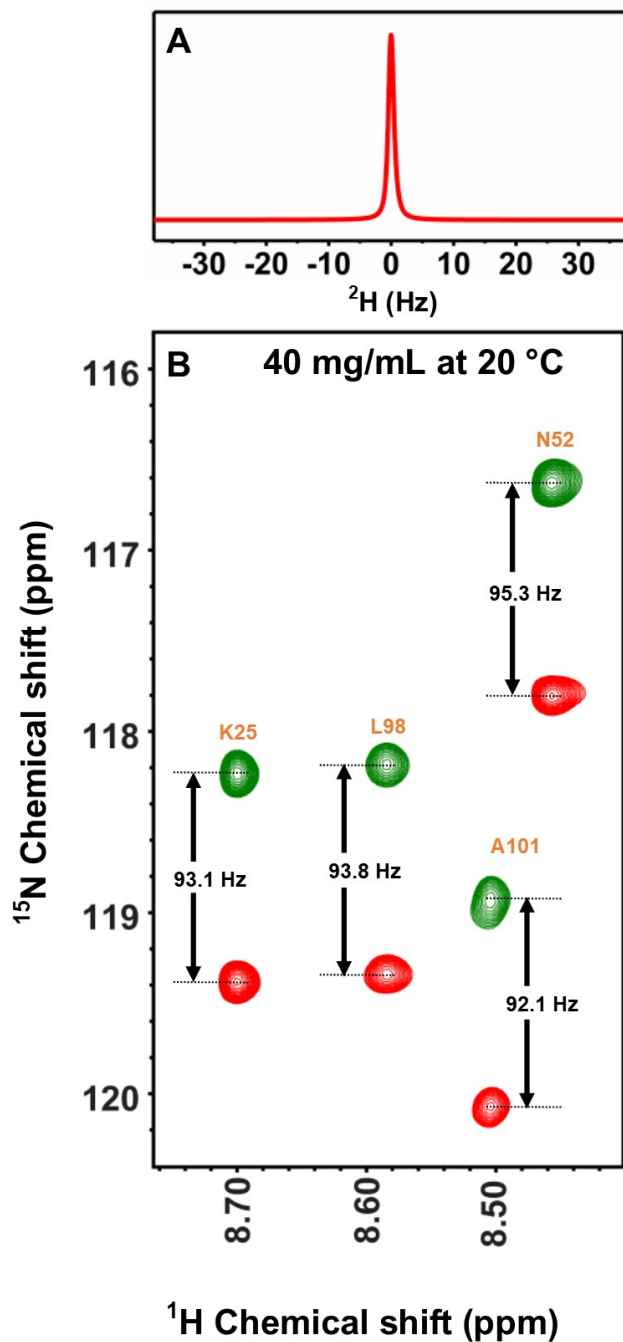 A
-30 -20 -10 0 10 20 30
²H (Hz)
B 40 mg/mL at 20 °C
116
N52
117
95.3 Hz
118
K25
L98
A101
93.1 Hz
93.8 Hz
119
92.1 Hz
120
¹⁵N Chemical shift (ppm)
8.70 8.60 8.50
¹H Chemical shift (ppm)